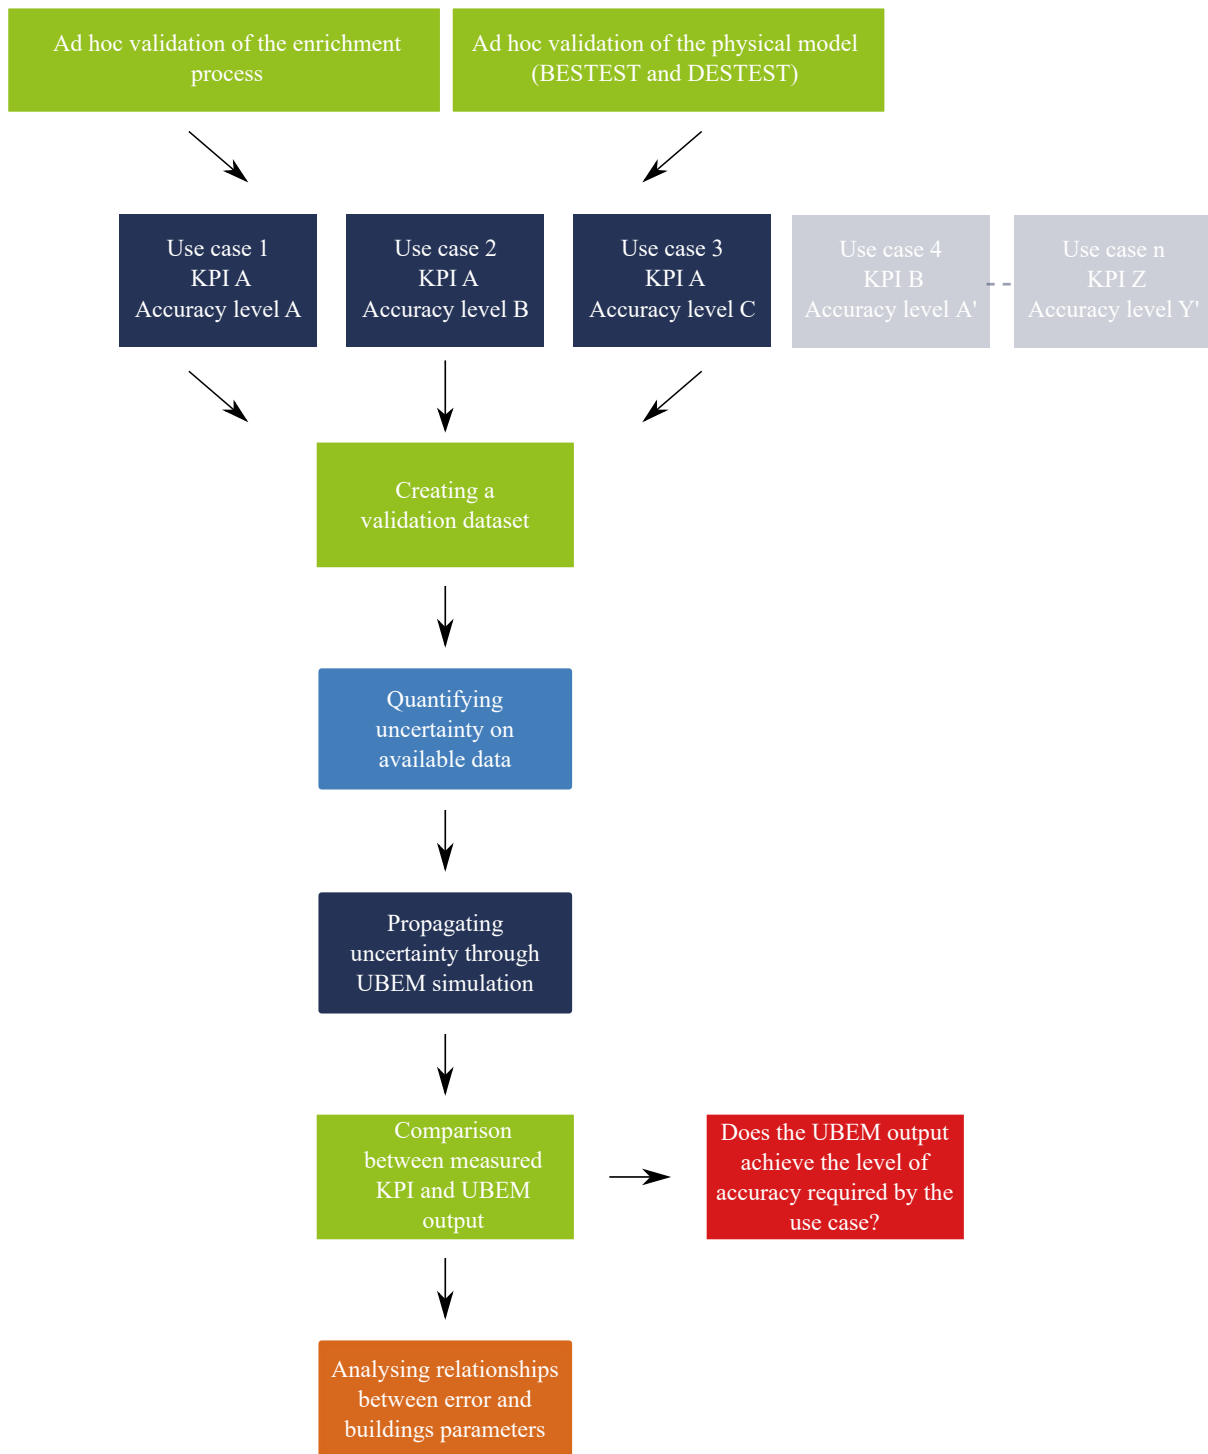 Ad hoc validation of the enrichment
process
Ad hoc validation of the physical model
(BESTEST and DESTEST)
Use case 1
KPI A
Accuracy level A
Use case 2
KPI A
Accuracy level B
Use case 3
KPI A
Accuracy level C
Use case 4
KPI B
Accuracy level A'
Use case n
KPI Z
Accuracy level Y'
Creating a
validation dataset
Quantifying
uncertainty on
available data
Propagating
uncertainty through
UBEM simulation
Comparison
between measured
KPI and UBEM
output
Does the UBEM output
achieve the level of
accuracy required by the
use case?
Analysing relationships
between error and
buildings parameters